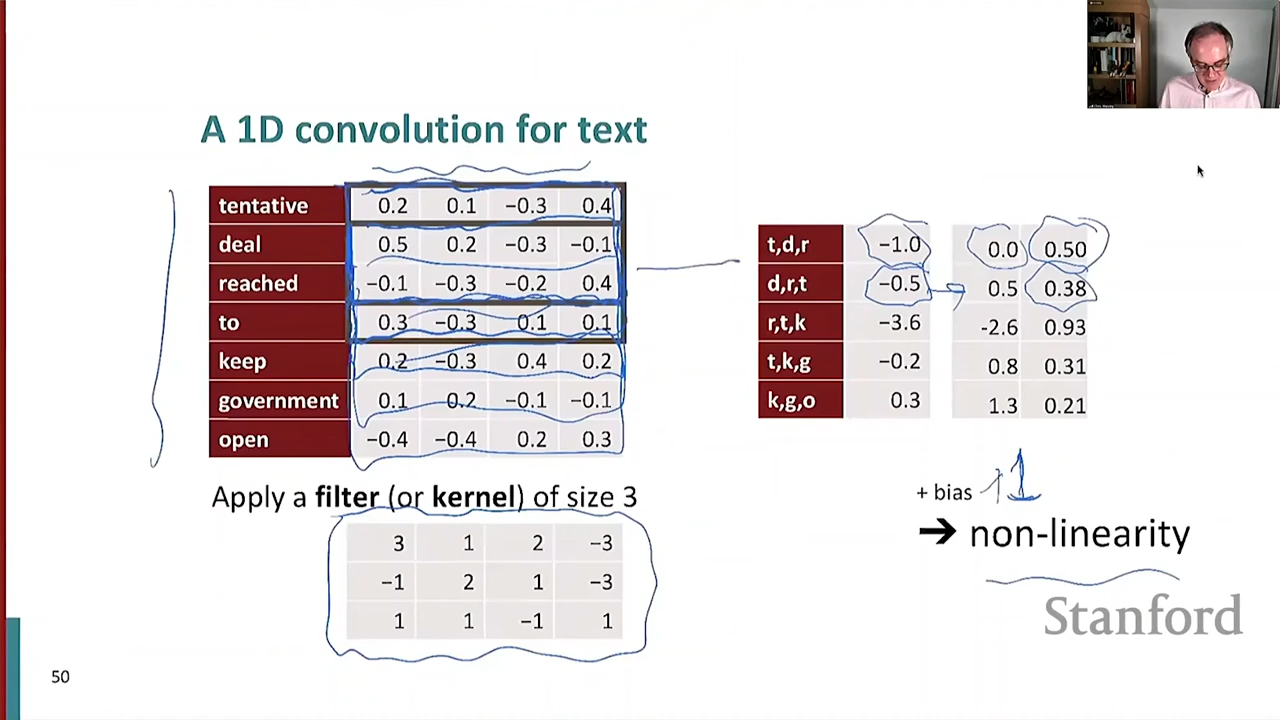 A 1D convolution for text
tentative 0.2 0.1 −0.3 0.4
deal 0.5 0.2 −0.3 −0.1
reached −0.1 −0.3 −0.2 0.4
to 0.3 −0.3 0.1 0.1
keep 0.2 −0.3 0.4 0.2
government 0.1 0.2 −0.1 −0.1
open −0.4 −0.4 0.2 0.3
Apply a filter (or kernel) of size 3
3 1 2 −3
−1 2 1 −3
1 1 −1 1
t,d,r −1.0 0.0 0.50
d,r,t −0.5 0.5 0.38
r,t,k −3.6 -2.6 0.93
t,k,g −0.2 0.8 0.31
k,g,o 0.3 1.3 0.21
+ bias 1
➔ non-linearity
Stanford
50